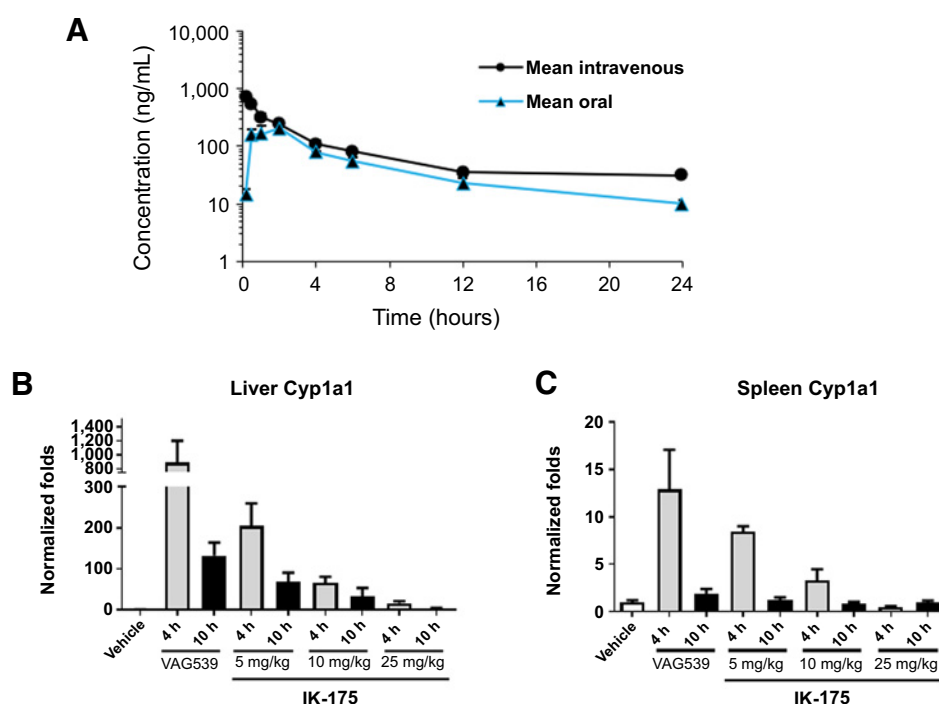 A
10,000
1,000
100
10
1
Concentration (ng/mL)
Mean intravenous
Mean oral
0 4 8 12 16 20 24
Time (hours)
B
Liver Cyp1a1
Normalized folds
1,400
1,200
1,000
800
300
200
100
0
Vehicle 4 h 10 h 4 h 10 h 4 h 10 h 4 h 10 h
VAG539 5 mg/kg 10 mg/kg 25 mg/kg
IK-175
C
Spleen Cyp1a1
Normalized folds
20
15
10
5
0
Vehicle 4 h 10 h 4 h 10 h 4 h 10 h 4 h 10 h
VAG539 5 mg/kg 10 mg/kg 25 mg/kg
IK-175